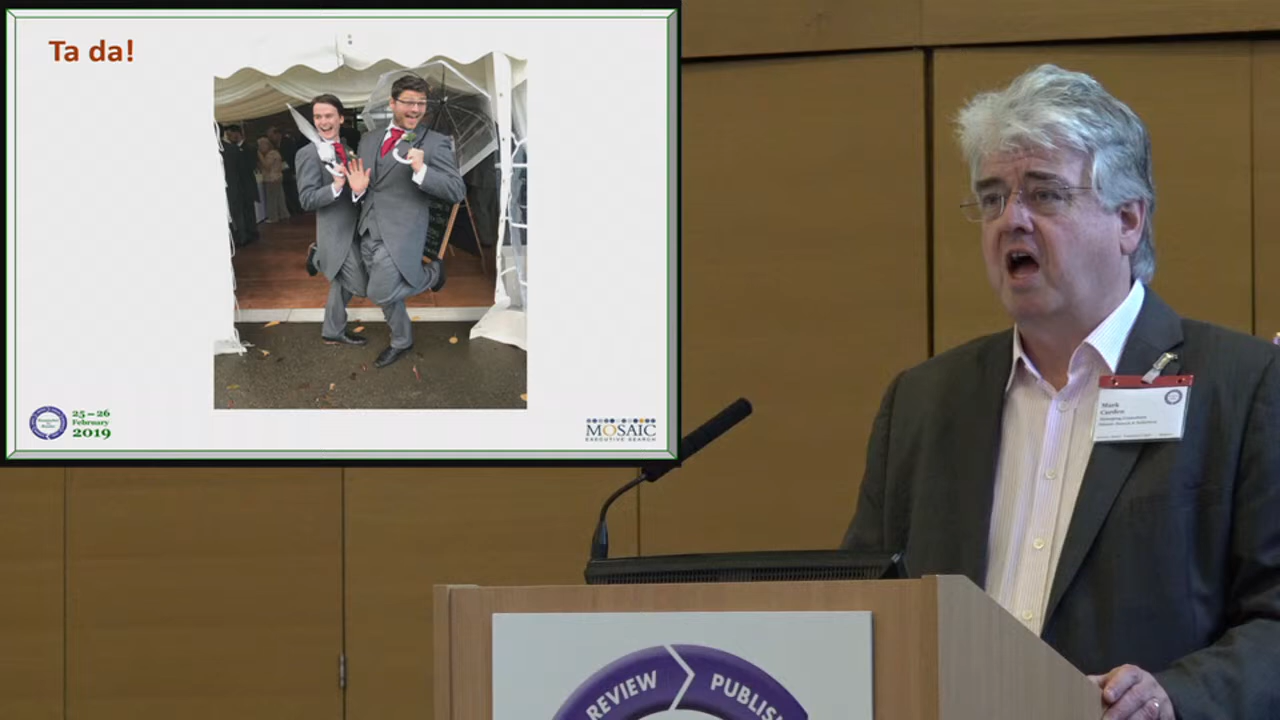 Ta da!
25 – 26
February
2019
MOSAIC
EXECUTIVE SEARCH
Mark
Carden
REVIEW
PUBLIS